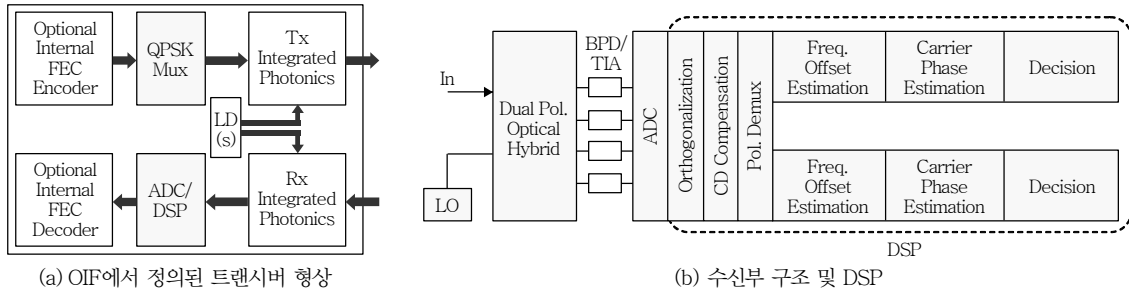 Optional
Internal
FEC
Encoder
QPSK
Mux
Tx
Integrated
Photonics
LD
(s)
Optional
Internal
FEC
Decoder
ADC/
DSP
Rx
Integrated
Photonics
(a) OIF에서 정의된 트랜시버 형상
In
LO
Dual Pol.
Optical
Hybrid
BPD/
TIA
ADC
Orthogonalization
CD Compensation
Pol. Demux
Freq.
Offset
Estimation
Carrier
Phase
Estimation
Decision
Freq.
Offset
Estimation
Carrier
Phase
Estimation
Decision
DSP
(b) 수신부 구조 및 DSP